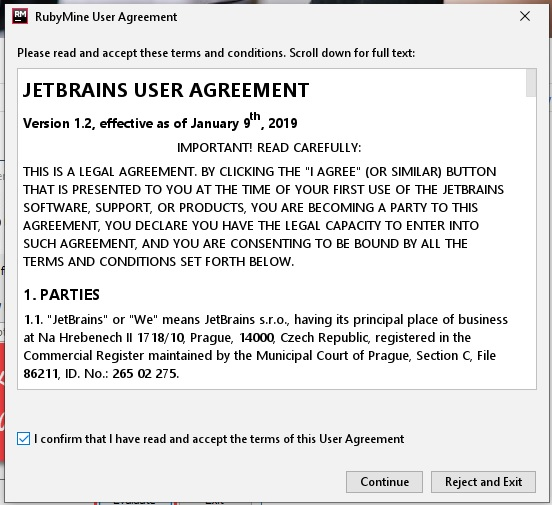 RM RubyMine User Agreement
Please read and accept these terms and conditions. Scroll down for full text:
JETBRAINS USER AGREEMENT
Version 1.2, effective as of January 9th, 2019
IMPORTANT! READ CAREFULLY:
THIS IS A LEGAL AGREEMENT. BY CLICKING THE "I AGREE" (OR SIMILAR) BUTTON
THAT IS PRESENTED TO YOU AT THE TIME OF YOUR FIRST USE OF THE JETBRAINS
SOFTWARE, SUPPORT, OR PRODUCTS, YOU ARE BECOMING A PARTY TO THIS
AGREEMENT, YOU DECLARE YOU HAVE THE LEGAL CAPACITY TO ENTER INTO
SUCH AGREEMENT, AND YOU ARE CONSENTING TO BE BOUND BY ALL THE
TERMS AND CONDITIONS SET FORTH BELOW.
1. PARTIES
1.1. "JetBrains" or "We" means JetBrains s.r.o., having its principal place of business
at Na Hrebenech II 1718/10, Prague, 14000, Czech Republic, registered in the
Commercial Register maintained by the Municipal Court of Prague, Section C, File
86211, ID. No.: 265 02 275.
I confirm that I have read and accept the terms of this User Agreement
Continue Reject and Exit